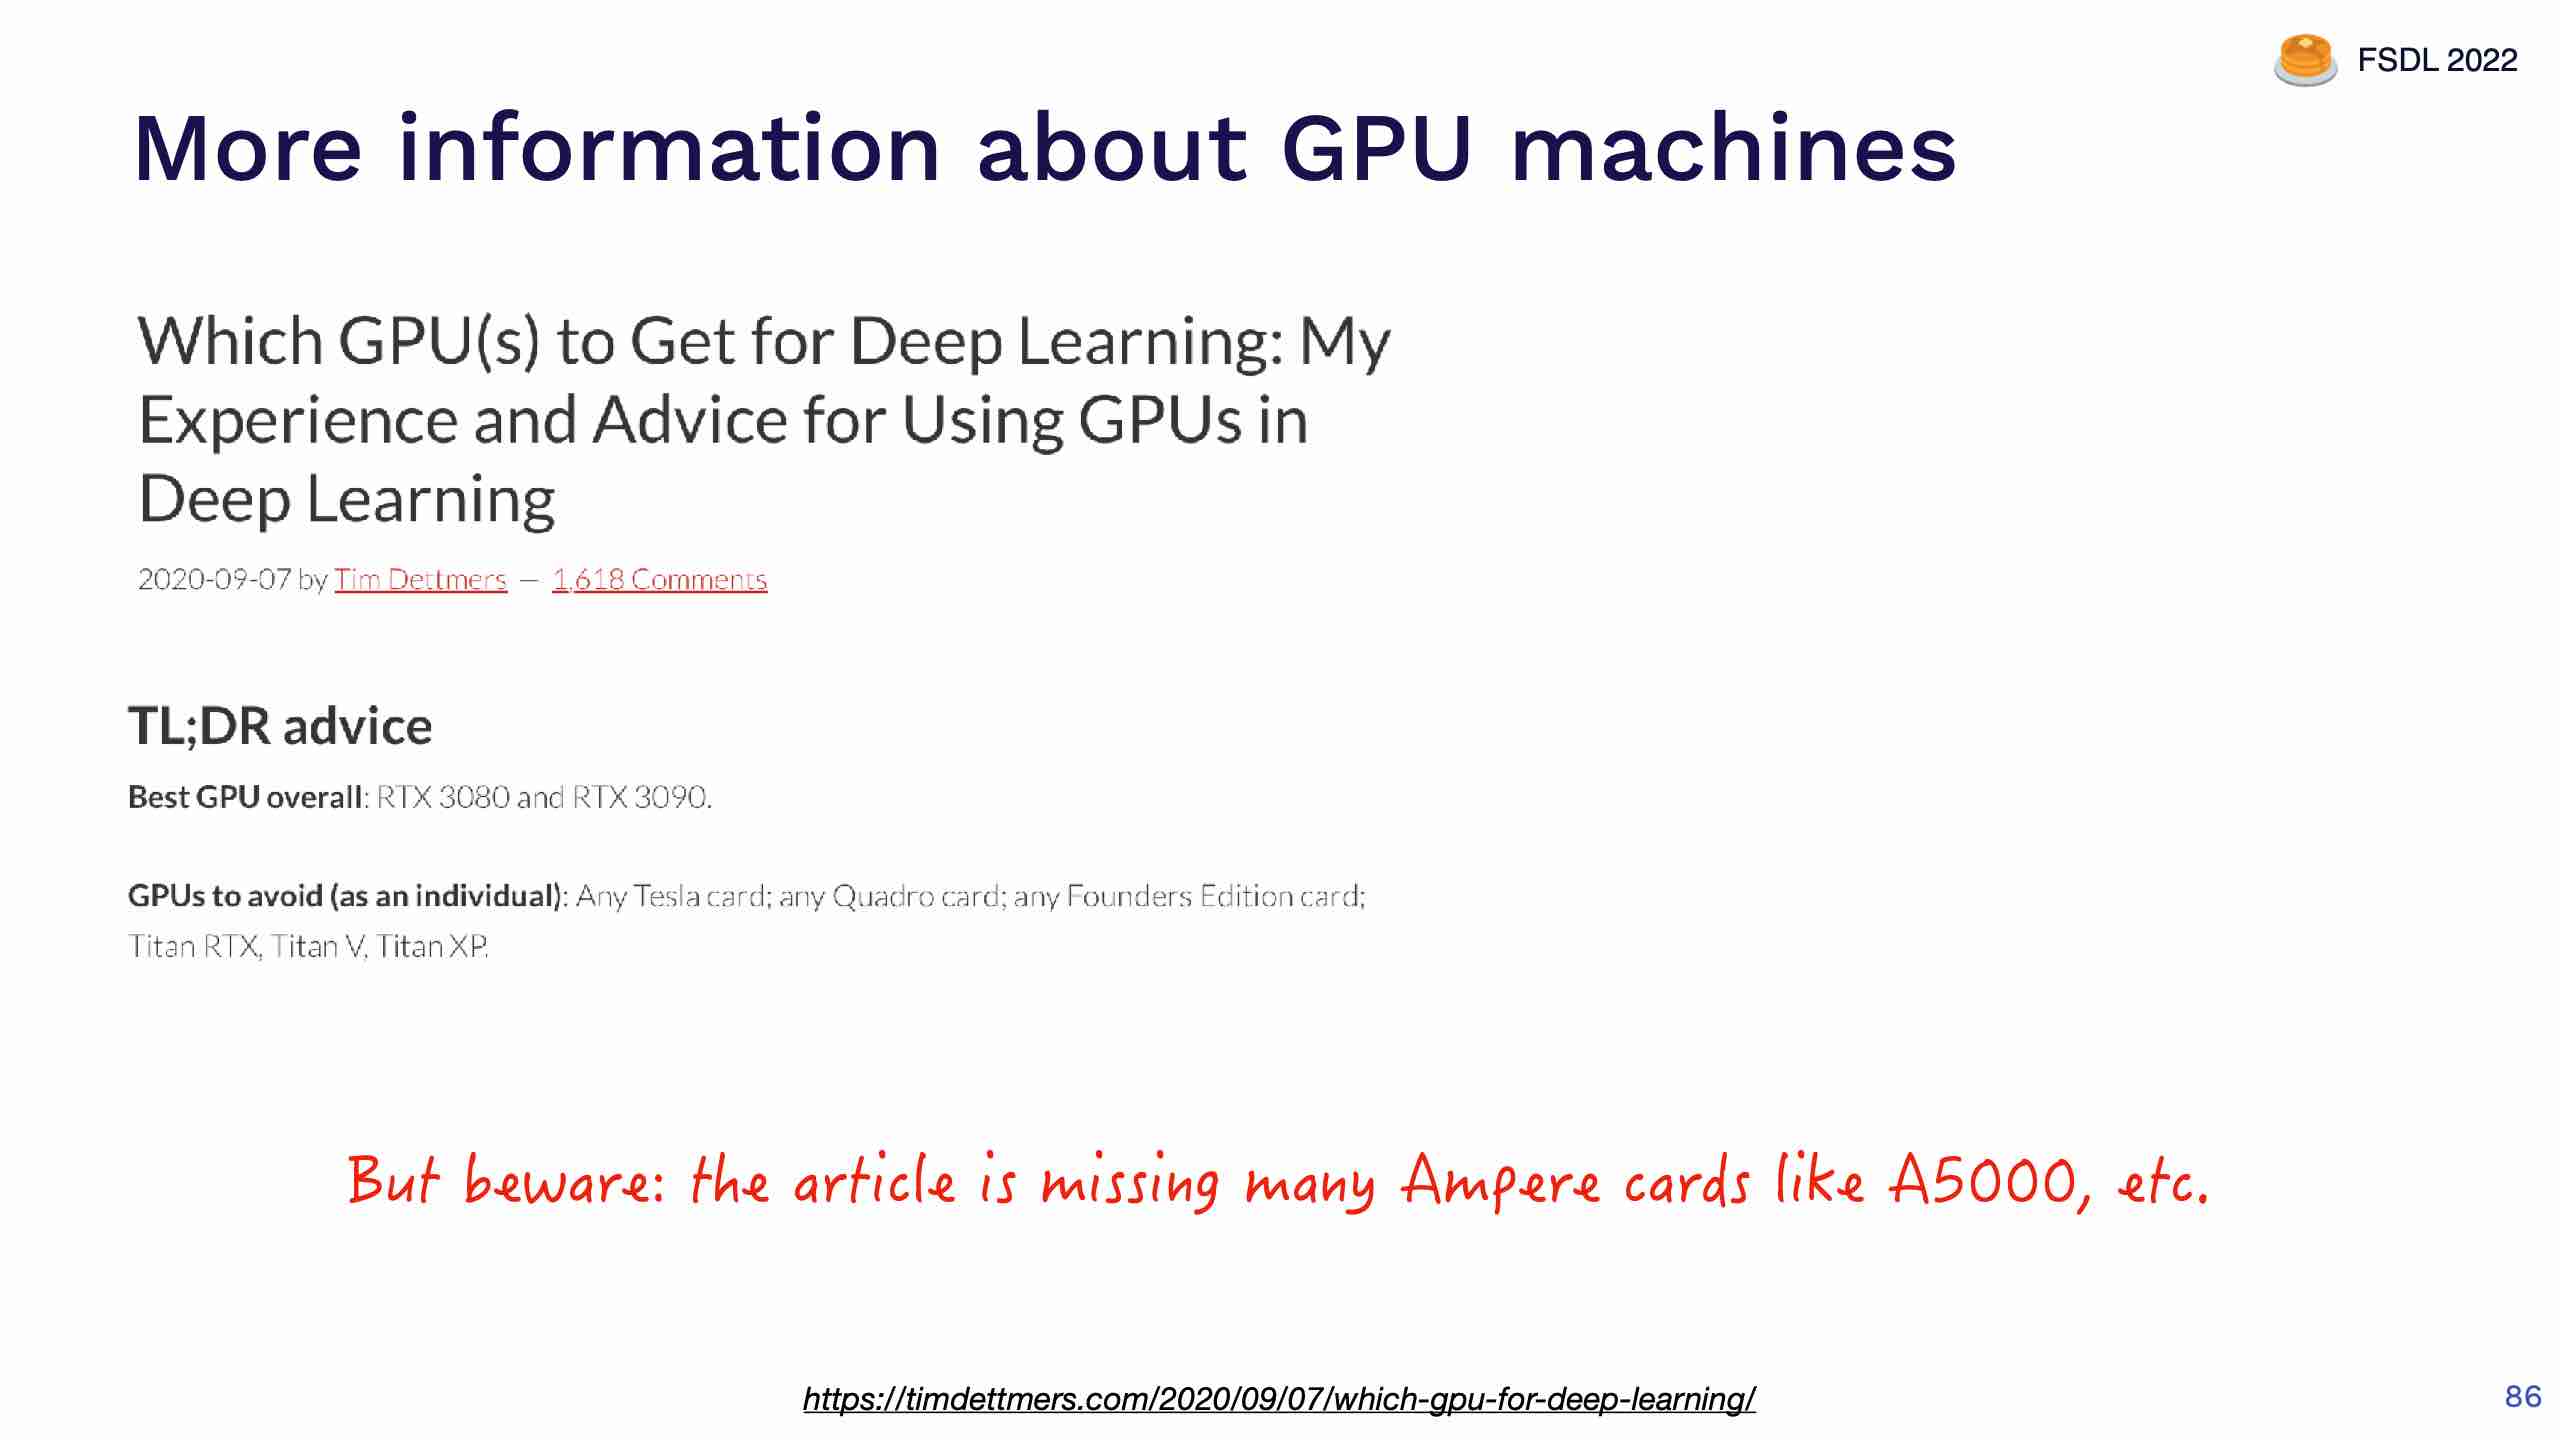 FSDL 2022
More information about GPU machines
Which GPU(s) to Get for Deep Learning: My
Experience and Advice for Using GPUs in
Deep Learning
2020-09-07 by Tim Dettmers — 1,618 Comments
TL;DR advice
Best GPU overall: RTX 3080 and RTX 3090.
GPUs to avoid (as an individual): Any Tesla card; any Quadro card; any Founders Edition card;
Titan RTX, Titan V, Titan XP.
But beware: the article is missing many Ampere cards like A5000, etc.
https://timdettmers.com/2020/09/07/which-gpu-for-deep-learning/
86